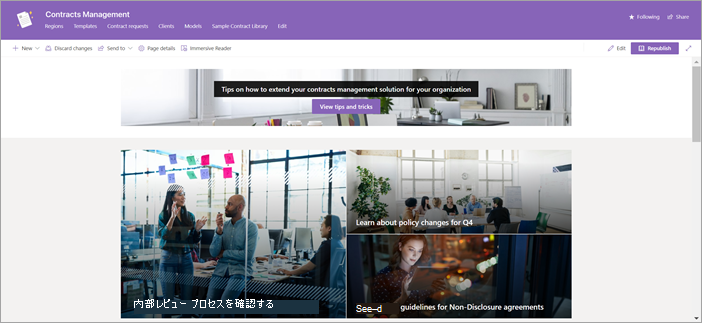 Contracts Management
Regions Templates Contract requests Clients Models Sample Contract Library Edit
Following Share
New Discard changes Send to Page details Immersive Reader Edit Republish
Tips on how to extend your contracts management solution for your organization
View tips and tricks
Learn about policy changes for Q4
内部レビュー プロセスを確認する
See-d guidelines for Non-Disclosure agreements